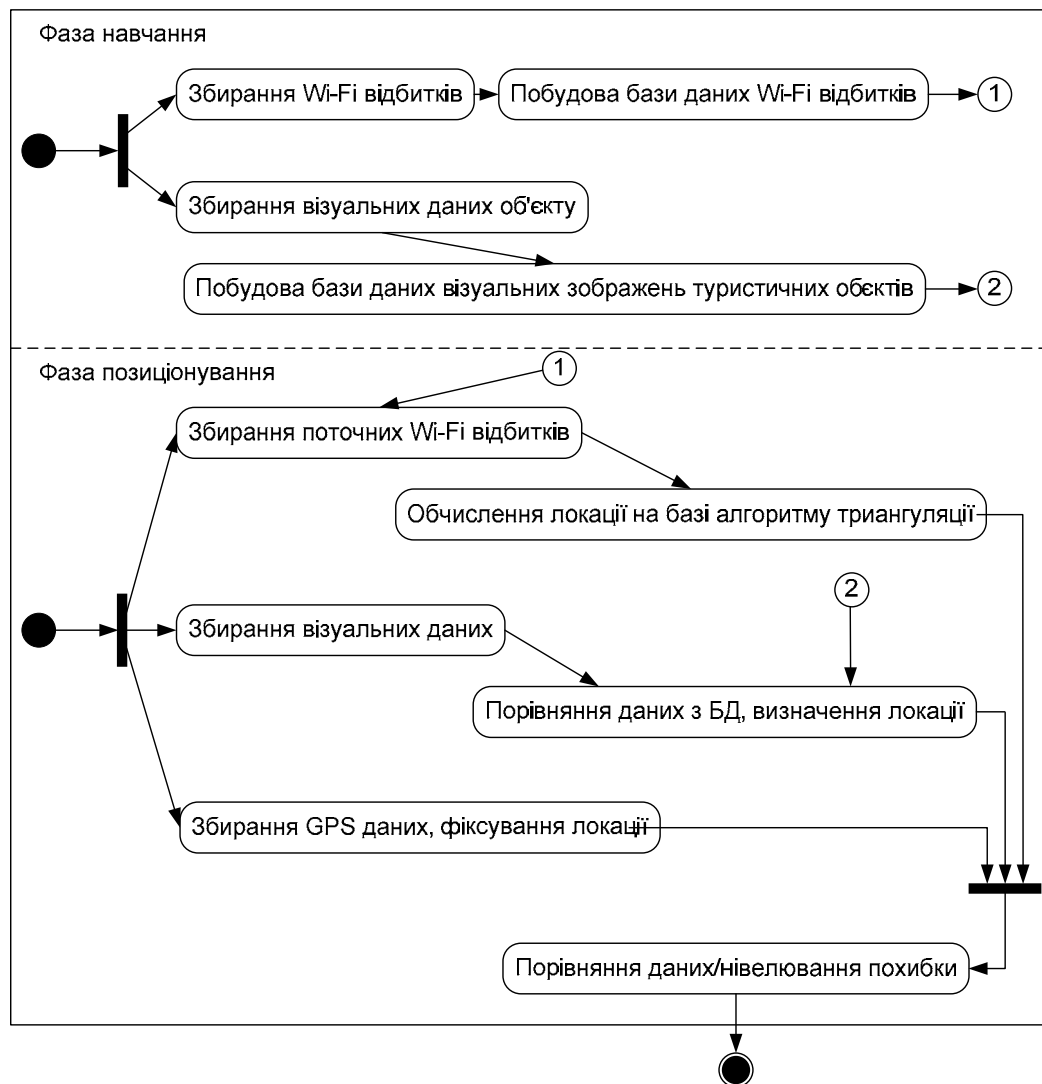 Фаза навчання
Збирання Wi-Fi відбитків
Побудова бази даних Wi-Fi відбитків
1
Збирання візуальних даних об'єкту
Побудова бази даних візуальних зображень туристичних обєктів
2
Фаза позиціонування
1
Збирання поточних Wi-Fi відбитків
Обчислення локації на базі алгоритму триангуляції
2
Збирання візуальних даних
Порівняння даних з БД, визначення локації
Збирання GPS даних, фіксування локації
Порівняння даних/нівелювання похибки